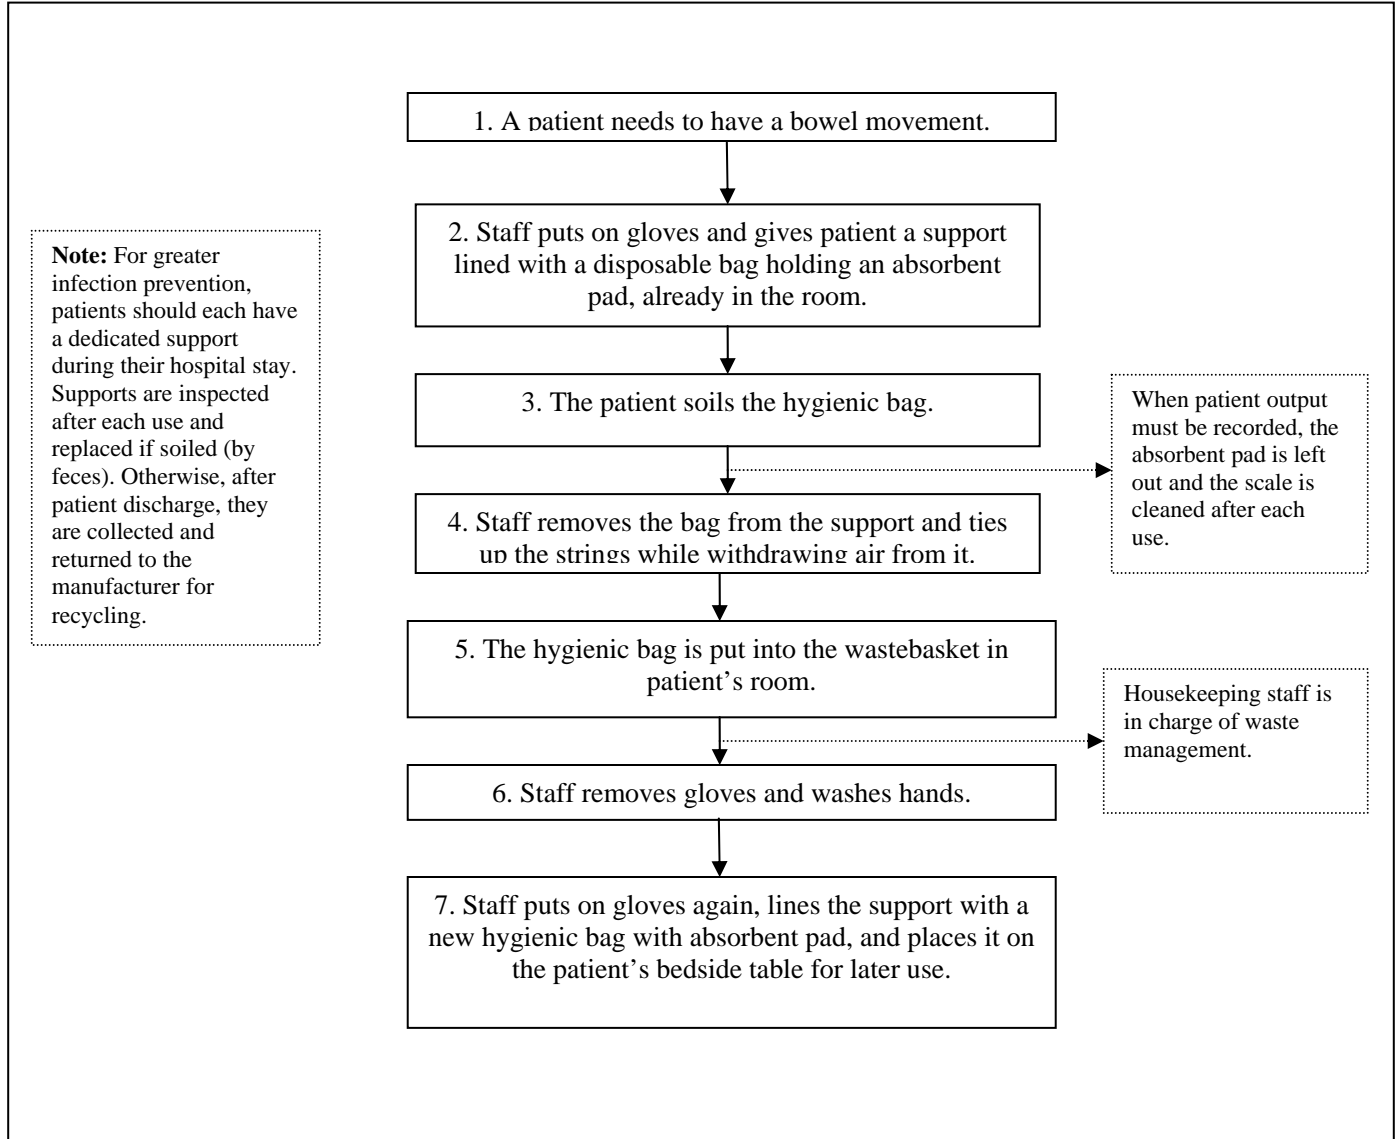 1. A patient needs to have a bowel movement.
2. Staff puts on gloves and gives patient a support
lined with a disposable bag holding an absorbent
pad, already in the room.
Note: For greater
infection prevention,
patients should each have
a dedicated support
during their hospital stay.
Supports are inspected
after each use and
replaced if soiled (by
feces). Otherwise, after
patient discharge, they
are collected and
returned to the
manufacturer for
recycling.
3. The patient soils the hygienic bag.
When patient output
must be recorded, the
absorbent pad is left
out and the scale is
cleaned after each
use.
4. Staff removes the bag from the support and ties
up the strings while withdrawing air from it.
5. The hygienic bag is put into the wastebasket in
patient’s room.
Housekeeping staff is
in charge of waste
management.
6. Staff removes gloves and washes hands.
7. Staff puts on gloves again, lines the support with a
new hygienic bag with absorbent pad, and places it on
the patient’s bedside table for later use.